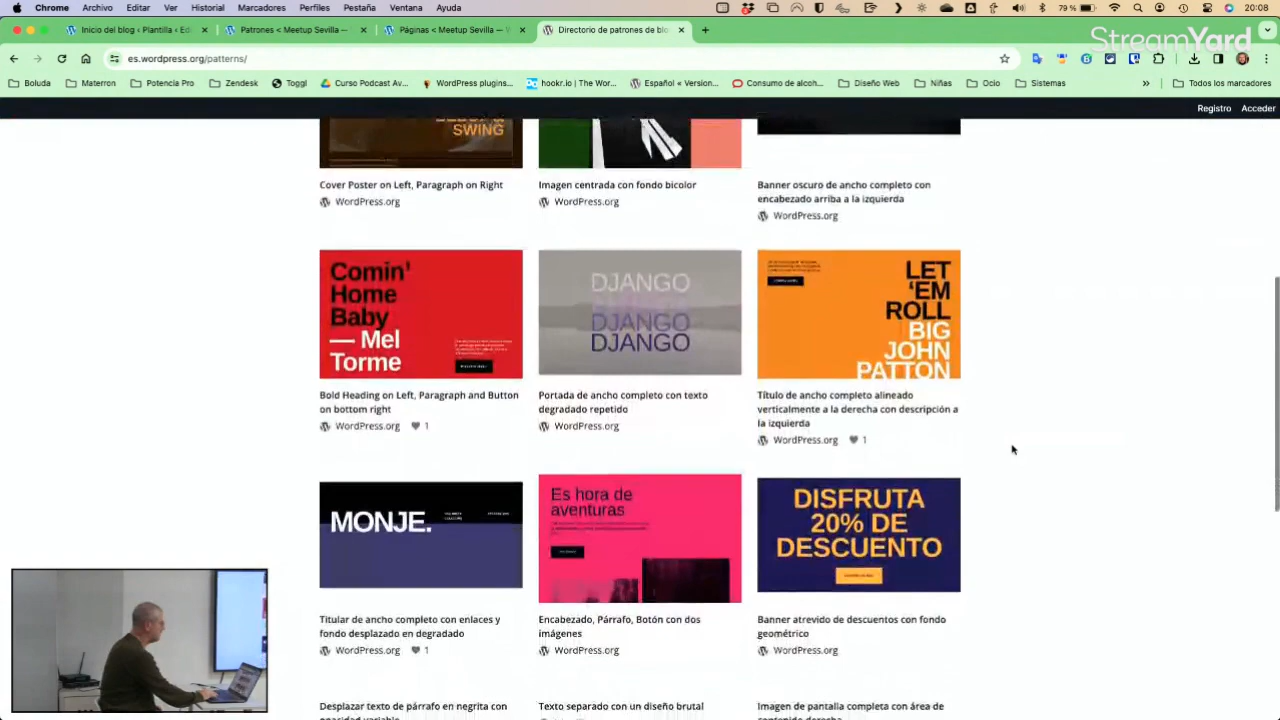 Chrome Archivo Editar Ver Historial Marcadores Perfiles Pestaña Ventana Ayuda 79 % 20:08
Inicio del blog ‹ Plantilla ‹ Edi Patrones ‹ Meetup Sevilla — Páginas ‹ Meetup Sevilla — Directorio de patrones de blo
StreamYard
es.wordpress.org/patterns/
Boluda Materron Potencia Pro Zendesk Toggl Curso Podcast Av... WordPress plugins... hookr.io | The Wor... Español « Version... Consumo de alcoh... Diseño Web Niñas Ocio Sistemas » Todos los marcadores
Registro Acceder
SWING
Cover Poster on Left, Paragraph on Right
WordPress.org
Imagen centrada con fondo bicolor
WordPress.org
Banner oscuro de ancho completo con
encabezado arriba a la izquierda
WordPress.org
Comin'
Home
Baby
— Mel
Torme
DJANGO
DJANGO
DJANGO
LET
‘EM
ROLL
BIG
JOHN
PATTON
Bold Heading on Left, Paragraph and Button
on bottom right
WordPress.org 1
Portada de ancho completo con texto
degradado repetido
WordPress.org
Título de ancho completo alineado
verticalmente a la derecha con descripción a
la izquierda
WordPress.org 1
MONJE.
Es hora de
aventuras
DISFRUTA
20% DE
DESCUENTO
Titular de ancho completo con enlaces y
fondo desplazado en degradado
WordPress.org 1
Encabezado, Párrafo, Botón con dos
imágenes
WordPress.org
Banner atrevido de descuentos con fondo
geométrico
WordPress.org
Desplazar texto de párrafo en negrita con
Texto separado con un diseño brutal
Imagen de pantalla completa con área de